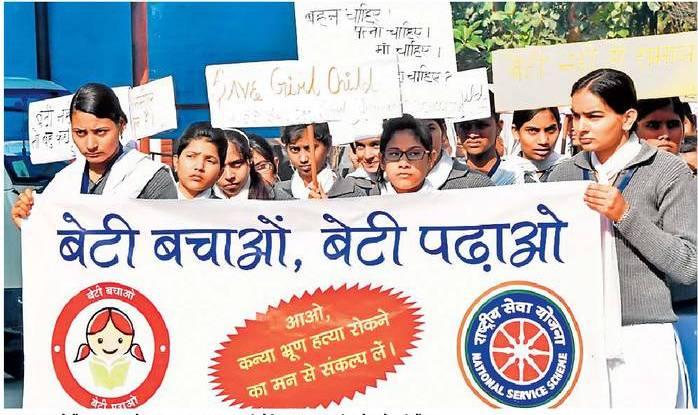 बहन चाहिए
पत्नी चाहिए।
माँ चाहिए।
SAVE Girl Child
बेटी
बेटी बचाओं, बेटी पढ़ाओ
बेटी बचाओ
बेटी पढ़ाओ
आओ,
कन्या भ्रूण हत्या रोकने
का मन से संकल्प लें।
राष्ट्रीय सेवा योजना
NATIONAL SERVICE SCHEME